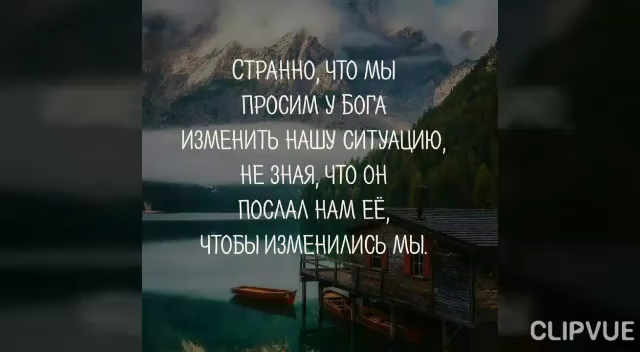 СТРАННО, ЧТО МЫ
ПРОСИМ У БОГА
ИЗМЕНИТЬ НАШУ СИТУАЦИЮ,
НЕ ЗНАЯ, ЧТО ОН
ПОСЛАЛ НАМ ЕЁ,
ЧТОБЫ ИЗМЕНИЛИСЬ МЫ.
CLIPVUE